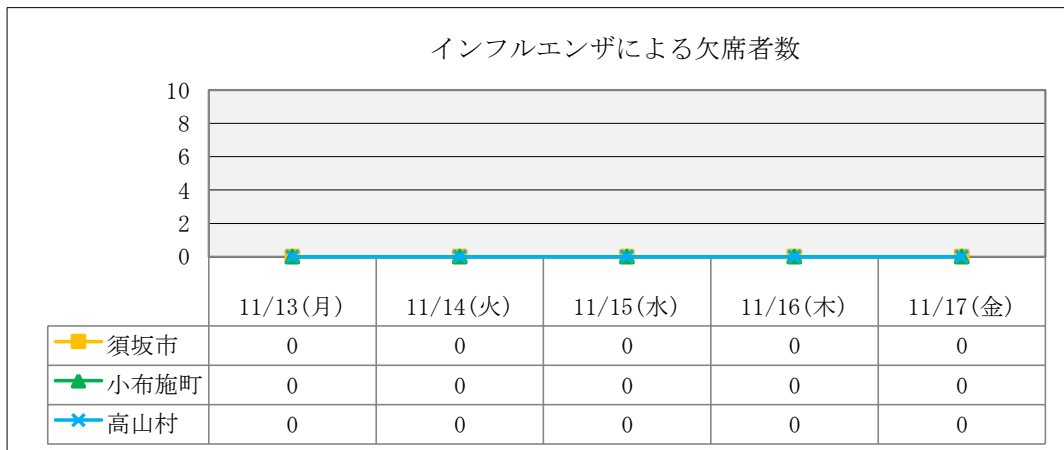 インフルエンザによる欠席者数
10
8
6
4
2
0
11/13(月) 11/14(火) 11/15(水) 11/16(木) 11/17(金)
須坂市 0 0 0 0 0
小布施町 0 0 0 0 0
高山村 0 0 0 0 0